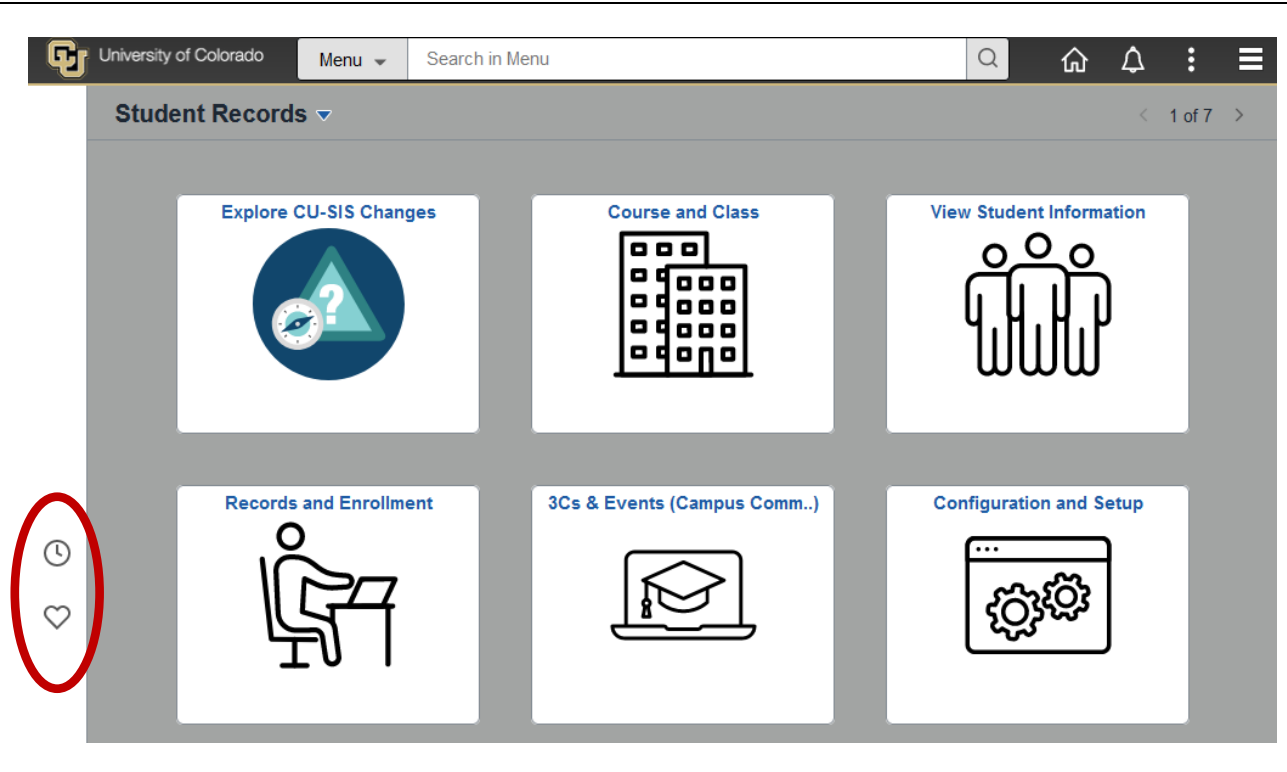 University of Colorado
Menu
Search in Menu
Student Records
1 of 7
Explore CU-SIS Changes
Course and Class
View Student Information
?
Records and Enrollment
3Cs & Events (Campus Comm..)
Configuration and Setup